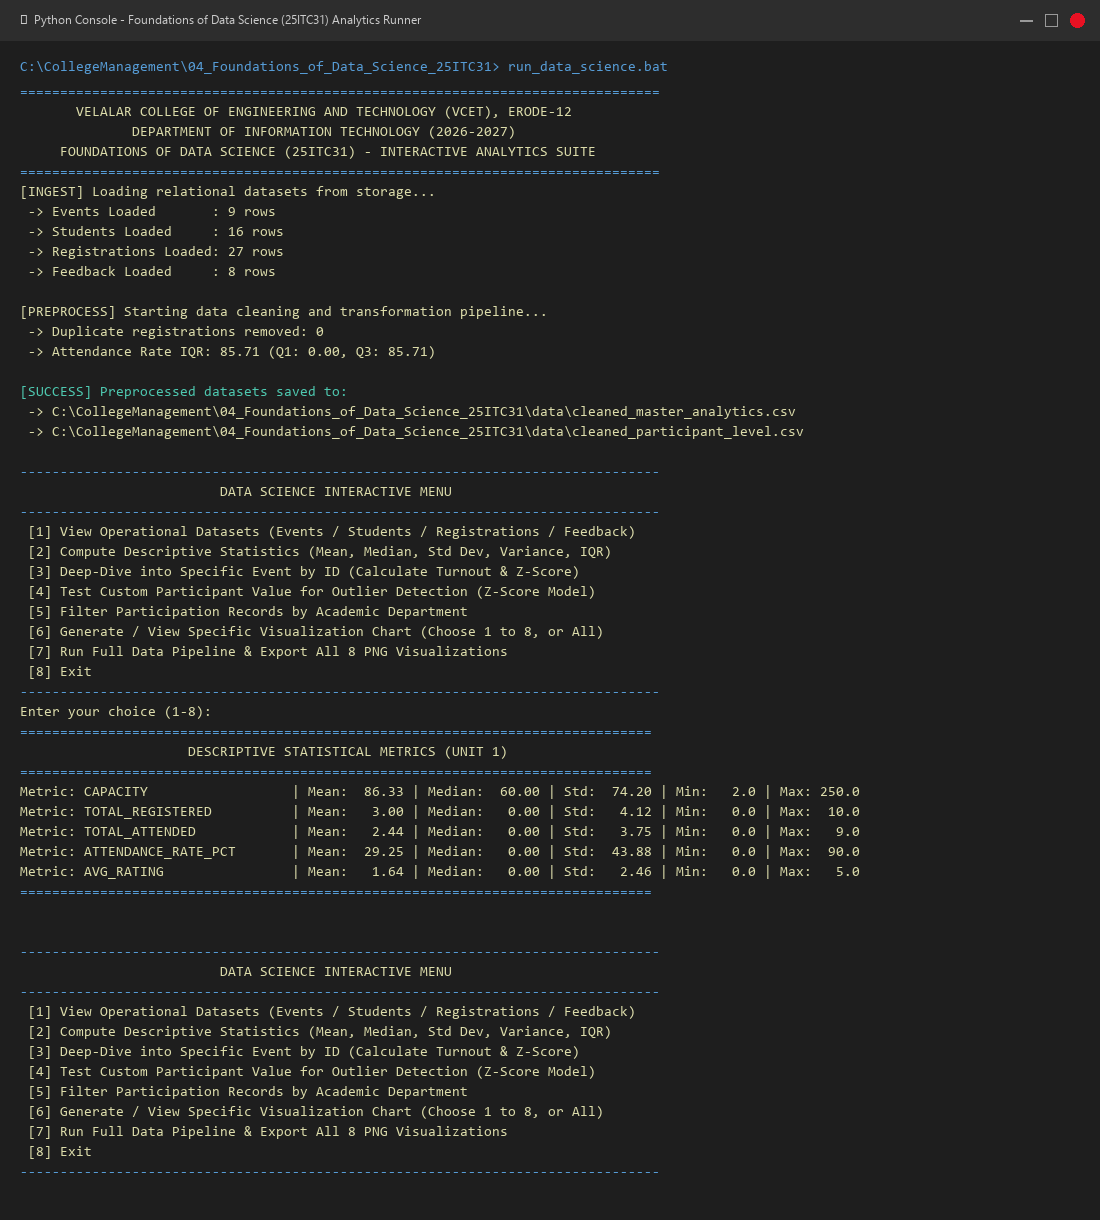 Python Console - Foundations of Data Science (25ITC31) Analytics Runner
C:\CollegeManagement\04_Foundations_of_Data_Science_25ITC31> run_data_science.bat
================================================================================
       VELALAR COLLEGE OF ENGINEERING AND TECHNOLOGY (VCET), ERODE-12
              DEPARTMENT OF INFORMATION TECHNOLOGY (2026-2027)
     FOUNDATIONS OF DATA SCIENCE (25ITC31) - INTERACTIVE ANALYTICS SUITE
================================================================================
[INGEST] Loading relational datasets from storage...
 -> Events Loaded       : 9 rows
 -> Students Loaded     : 16 rows
 -> Registrations Loaded: 27 rows
 -> Feedback Loaded     : 8 rows
[PREPROCESS] Starting data cleaning and transformation pipeline...
 -> Duplicate registrations removed: 0
 -> Attendance Rate IQR: 85.71 (Q1: 0.00, Q3: 85.71)
[SUCCESS] Preprocessed datasets saved to:
 -> C:\CollegeManagement\04_Foundations_of_Data_Science_25ITC31\data\cleaned_master_analytics.csv
 -> C:\CollegeManagement\04_Foundations_of_Data_Science_25ITC31\data\cleaned_participant_level.csv
--------------------------------------------------------------------------------
                         DATA SCIENCE INTERACTIVE MENU
--------------------------------------------------------------------------------
 [1] View Operational Datasets (Events / Students / Registrations / Feedback)
 [2] Compute Descriptive Statistics (Mean, Median, Std Dev, Variance, IQR)
 [3] Deep-Dive into Specific Event by ID (Calculate Turnout & Z-Score)
 [4] Test Custom Participant Value for Outlier Detection (Z-Score Model)
 [5] Filter Participation Records by Academic Department
 [6] Generate / View Specific Visualization Chart (Choose 1 to 8, or All)
 [7] Run Full Data Pipeline & Export All 8 PNG Visualizations
 [8] Exit
--------------------------------------------------------------------------------
Enter your choice (1-8):
===============================================================================
                     DESCRIPTIVE STATISTICAL METRICS (UNIT 1)
===============================================================================
Metric: CAPACITY                  | Mean:  86.33 | Median:  60.00 | Std:  74.20 | Min:   2.0 | Max: 250.0
Metric: TOTAL_REGISTERED          | Mean:   3.00 | Median:   0.00 | Std:   4.12 | Min:   0.0 | Max:  10.0
Metric: TOTAL_ATTENDED            | Mean:   2.44 | Median:   0.00 | Std:   3.75 | Min:   0.0 | Max:   9.0
Metric: ATTENDANCE_RATE_PCT       | Mean:  29.25 | Median:   0.00 | Std:  43.88 | Min:   0.0 | Max:  90.0
Metric: AVG_RATING                | Mean:   1.64 | Median:   0.00 | Std:   2.46 | Min:   0.0 | Max:   5.0
===============================================================================
--------------------------------------------------------------------------------
                         DATA SCIENCE INTERACTIVE MENU
--------------------------------------------------------------------------------
 [1] View Operational Datasets (Events / Students / Registrations / Feedback)
 [2] Compute Descriptive Statistics (Mean, Median, Std Dev, Variance, IQR)
 [3] Deep-Dive into Specific Event by ID (Calculate Turnout & Z-Score)
 [4] Test Custom Participant Value for Outlier Detection (Z-Score Model)
 [5] Filter Participation Records by Academic Department
 [6] Generate / View Specific Visualization Chart (Choose 1 to 8, or All)
 [7] Run Full Data Pipeline & Export All 8 PNG Visualizations
 [8] Exit
--------------------------------------------------------------------------------